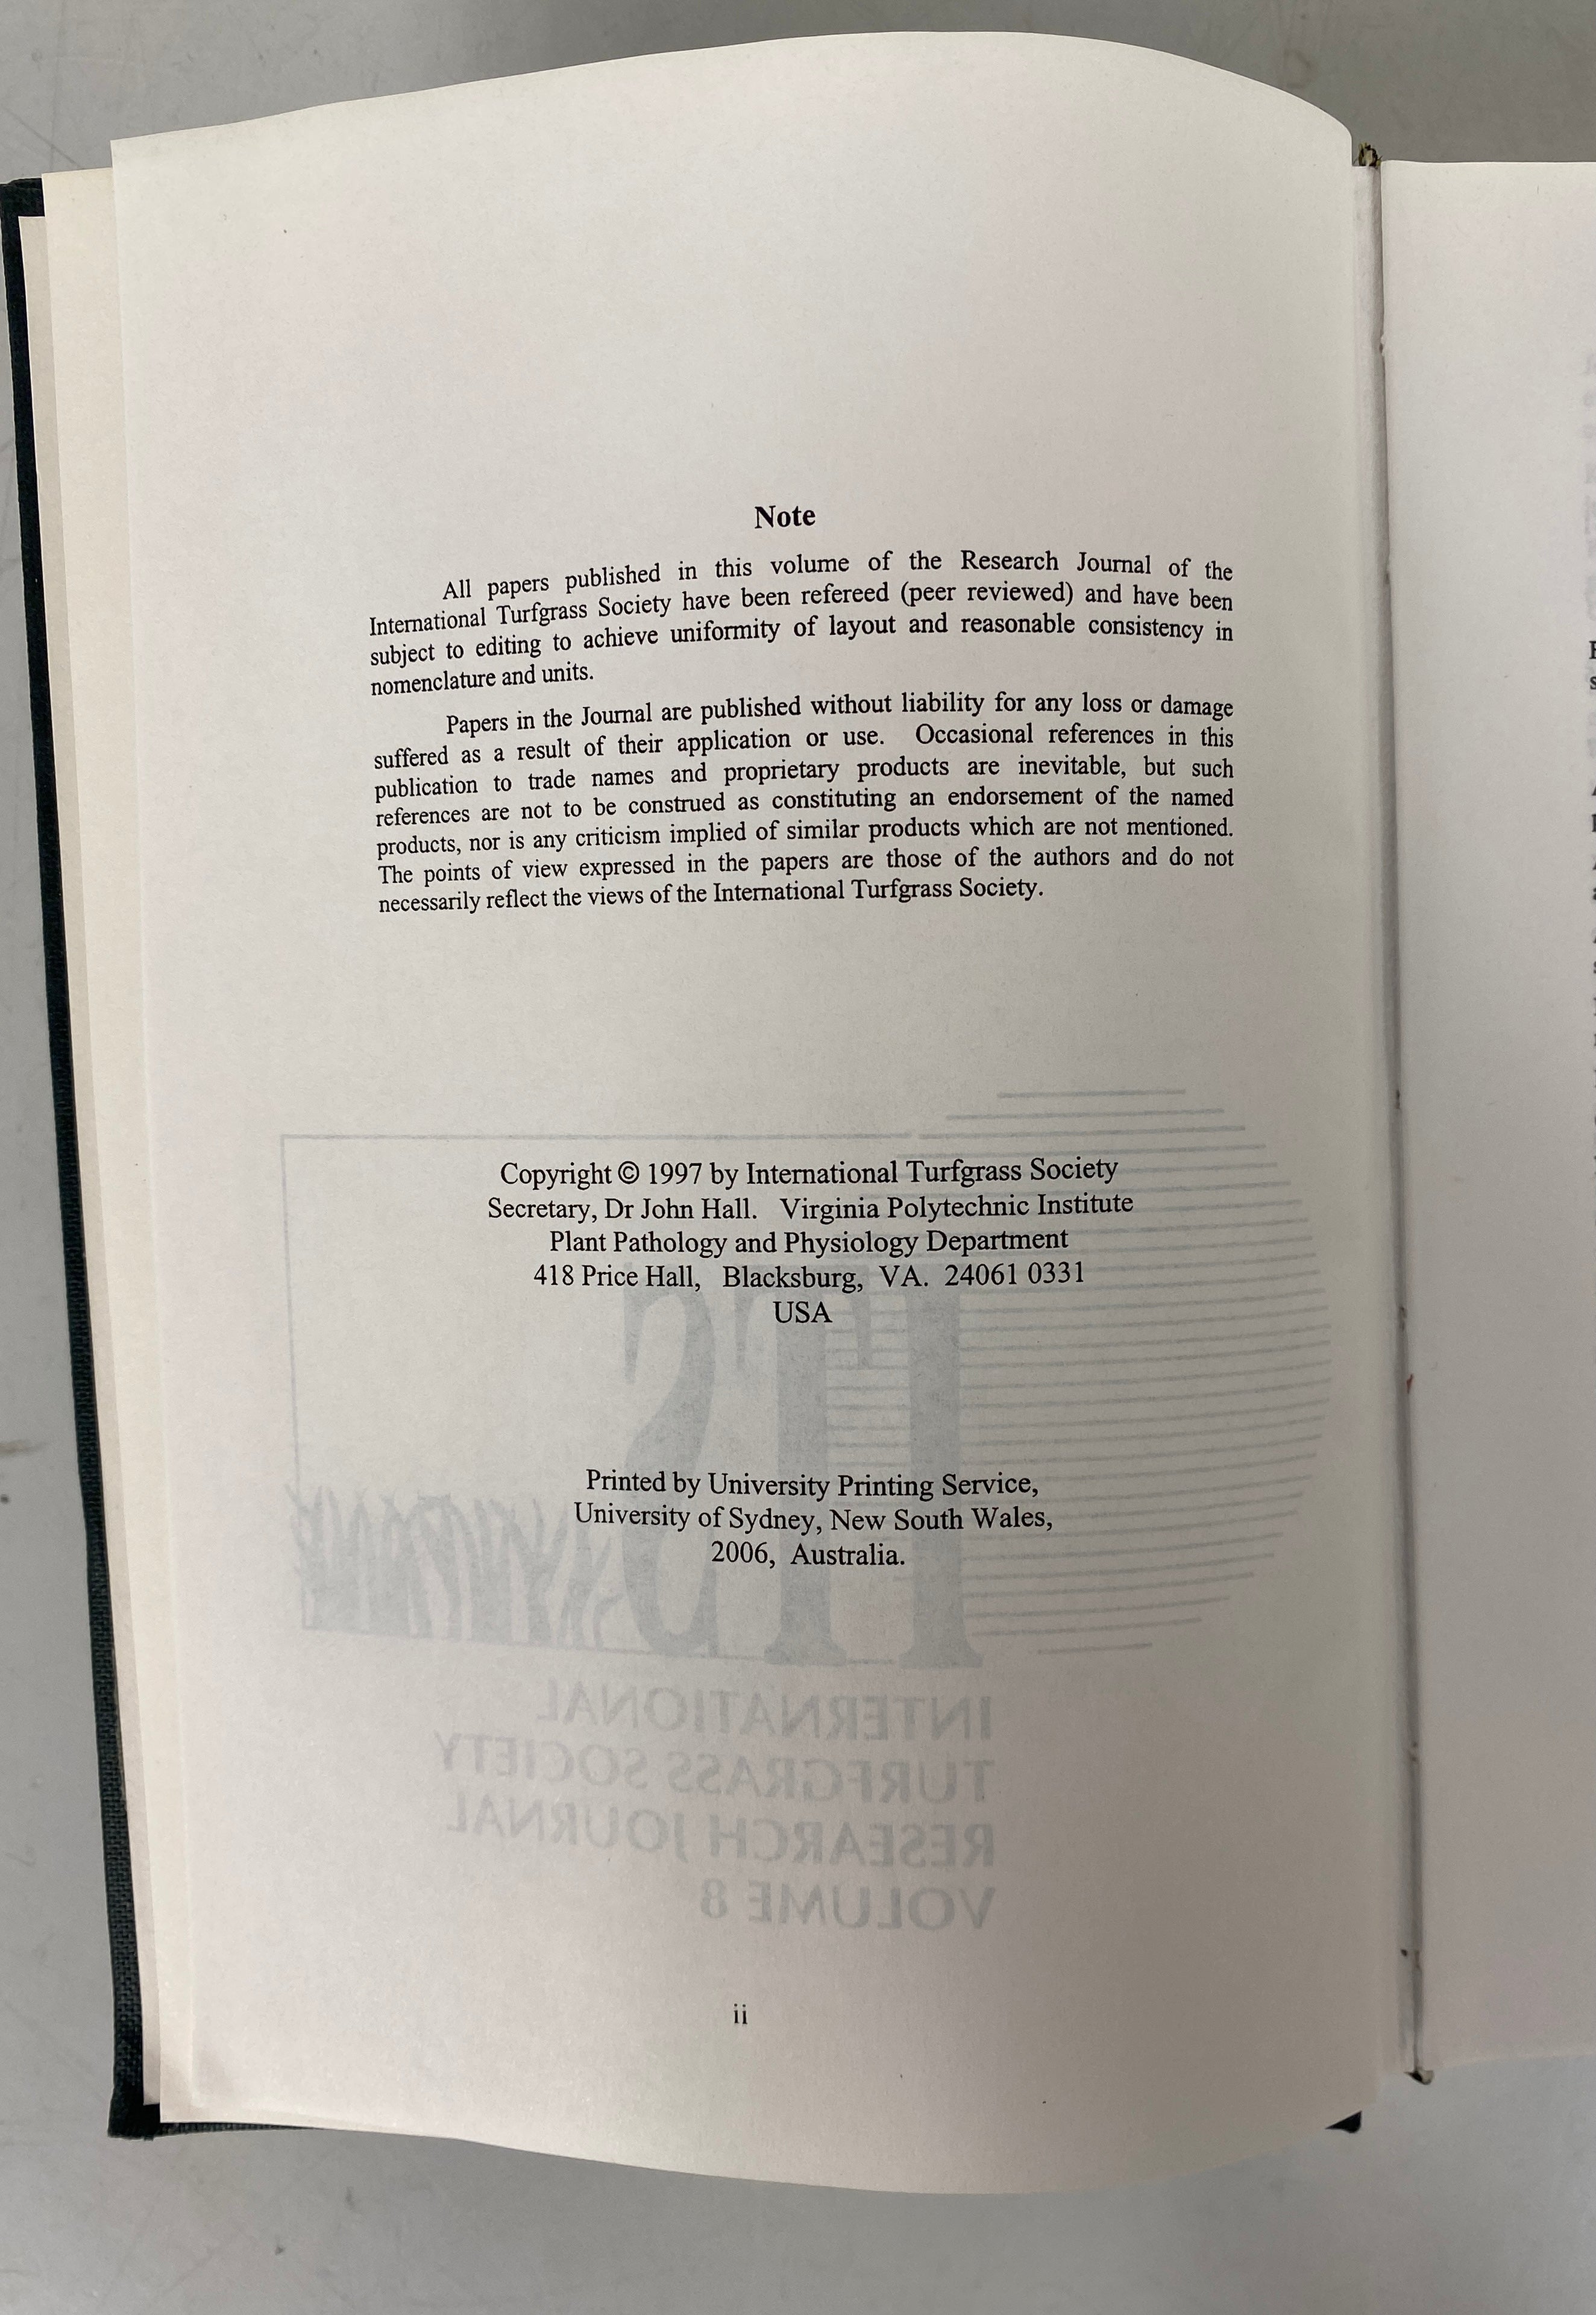 Note
All papers published in this volume of the Research Journal of the
International Turfgrass Society have been refereed (peer reviewed) and have been
subject to editing to achieve uniformity of layout and reasonable consistency in
nomenclature and units.
Papers in the Journal are published without liability for any loss or damage
suffered as a result of their application or use. Occasional references in this
publication to trade names and proprietary products are inevitable, but such
references are not to be construed as constituting an endorsement of the named
products, nor is any criticism implied of similar products which are not mentioned.
The points of view expressed in the papers are those of the authors and do not
necessarily reflect the views of the International Turfgrass Society.
Copyright © 1997 by International Turfgrass Society
Secretary, Dr John Hall. Virginia Polytechnic Institute
Plant Pathology and Physiology Department
418 Price Hall, Blacksburg, VA. 24061 0331
USA
Printed by University Printing Service,
University of Sydney, New South Wales,
2006, Australia.
ITS
INTERNATIONAL
TURFGRASS SOCIETY
RESEARCH JOURNAL
VOLUME 8
ii